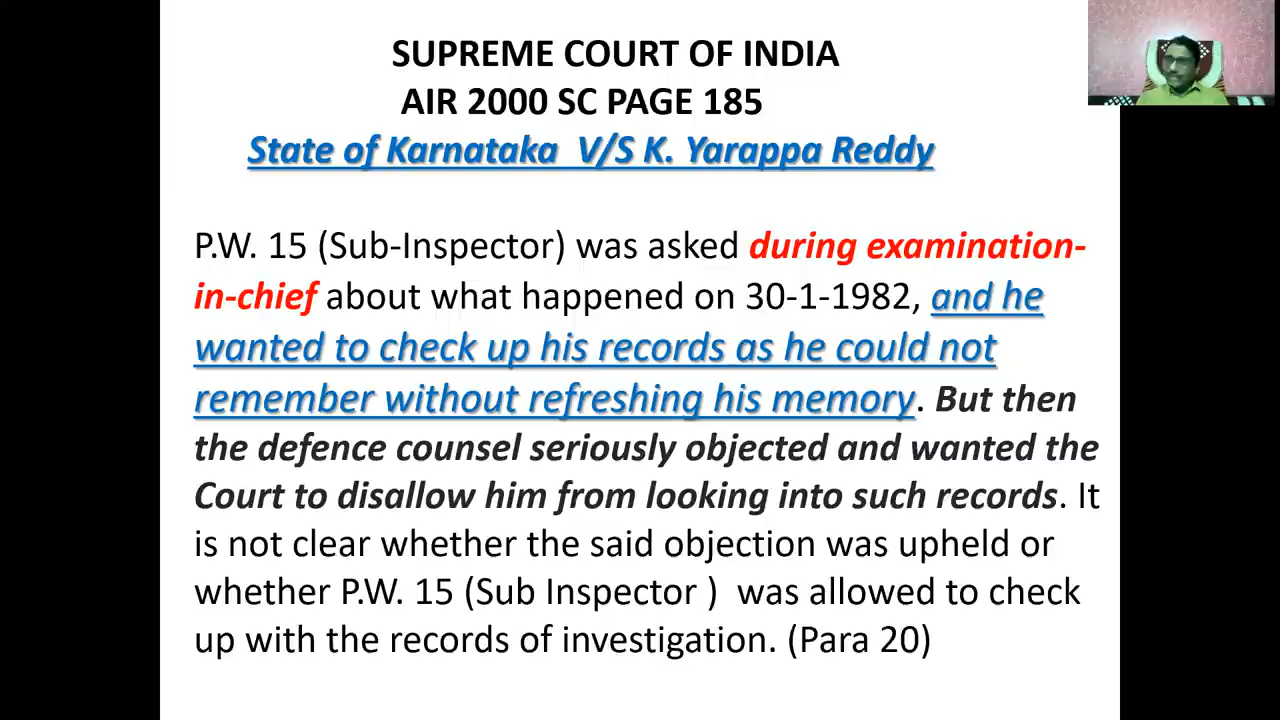 SUPREME COURT OF INDIA
AIR 2000 SC PAGE 185
State of Karnataka V/S K. Yarappa Reddy
P.W. 15 (Sub-Inspector) was asked during examination-
in-chief about what happened on 30-1-1982, and he
wanted to check up his records as he could not
remember without refreshing his memory. But then
the defence counsel seriously objected and wanted the
Court to disallow him from looking into such records. It
is not clear whether the said objection was upheld or
whether P.W. 15 (Sub Inspector ) was allowed to check
up with the records of investigation. (Para 20)